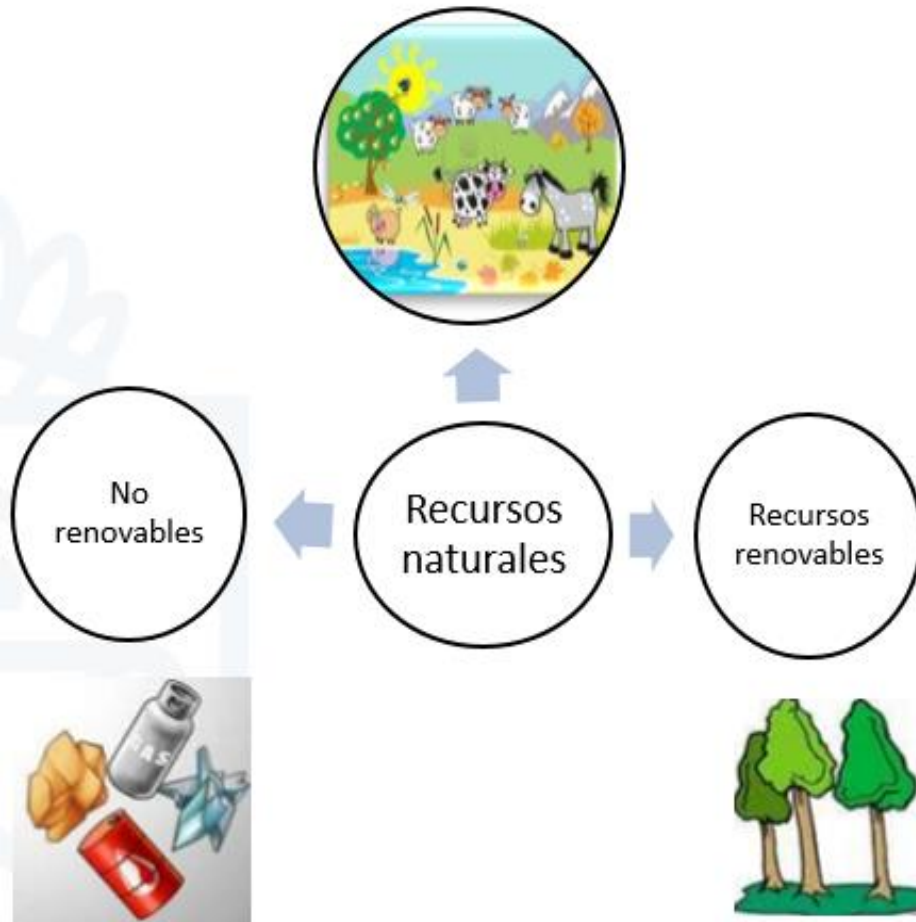 No
renovables
Recursos
naturales
Recursos
renovables
GAS